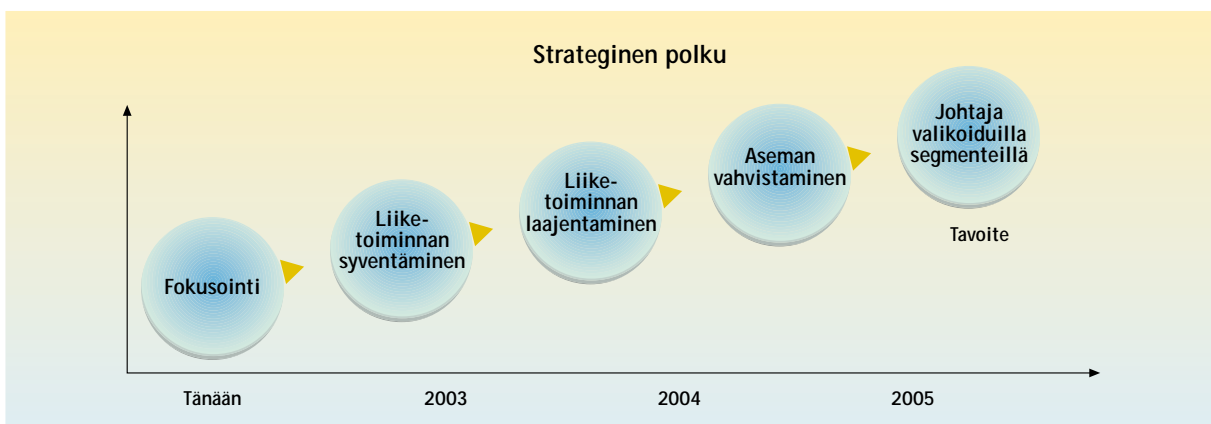 Strateginen polku
Fokusointi
Liike-
toiminnan
syventäminen
Liike-
toiminnan
laajentaminen
Aseman
vahvistaminen
Johtaja
valikoiduilla
segmenteillä
Tavoite
Tänään
2003
2004
2005